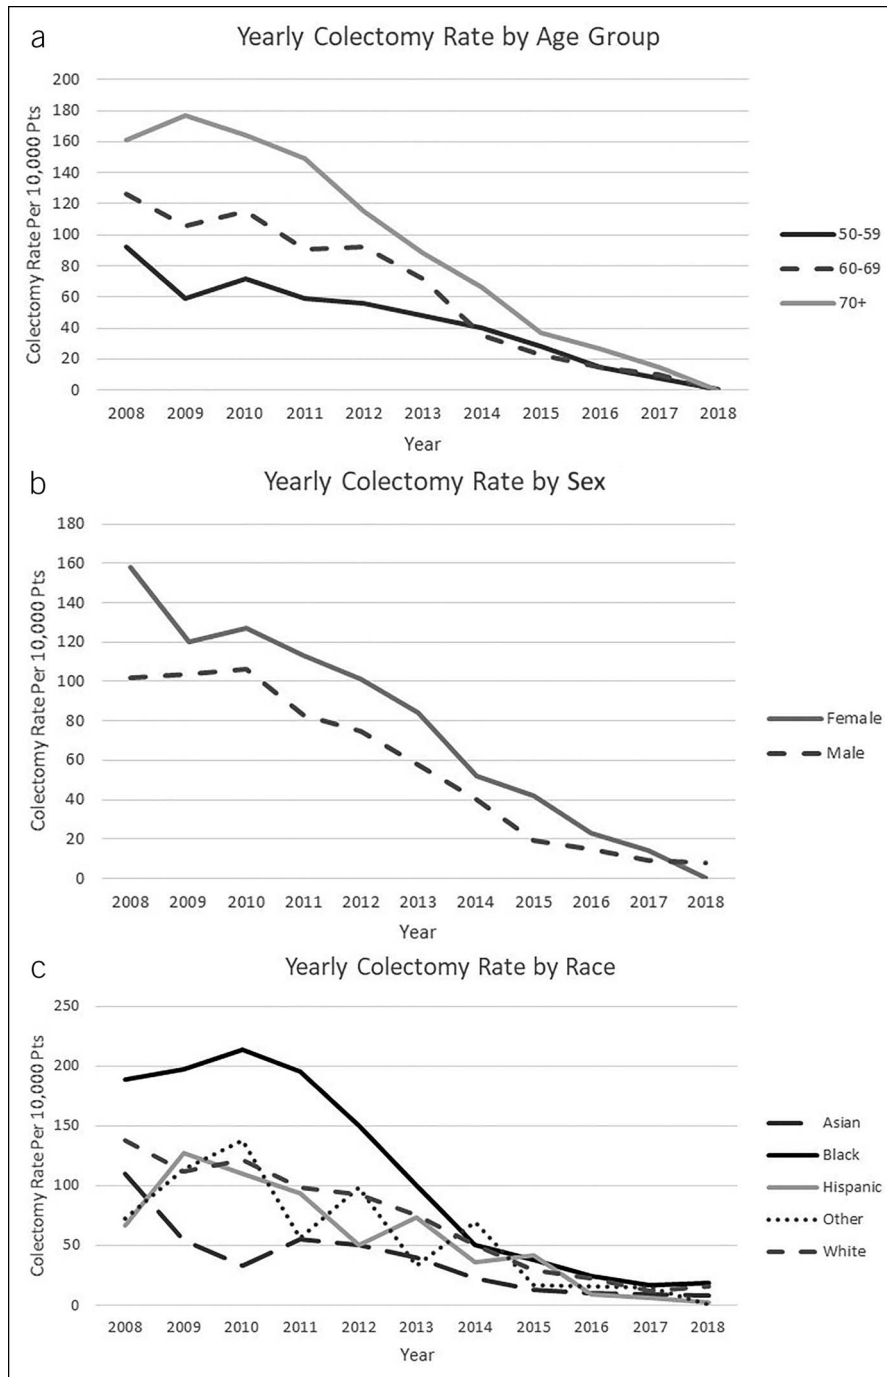 a
Yearly Colectomy Rate by Age Group
Colectomy Rate Per 10,000 Pts
200
180
160
140
120
100
80
60
40
20
0
2008 2009 2010 2011 2012 2013 2014 2015 2016 2017 2018
Year
50-59
60-69
70+
b
Yearly Colectomy Rate by Sex
Colectomy Rate Per 10,000 Pts
180
160
140
120
100
80
60
40
20
0
2008 2009 2010 2011 2012 2013 2014 2015 2016 2017 2018
Year
Female
Male
c
Yearly Colectomy Rate by Race
Colectomy Rate Per 10,000 Pts
250
200
150
100
50
0
2008 2009 2010 2011 2012 2013 2014 2015 2016 2017 2018
Year
Asian
Black
Hispanic
Other
White